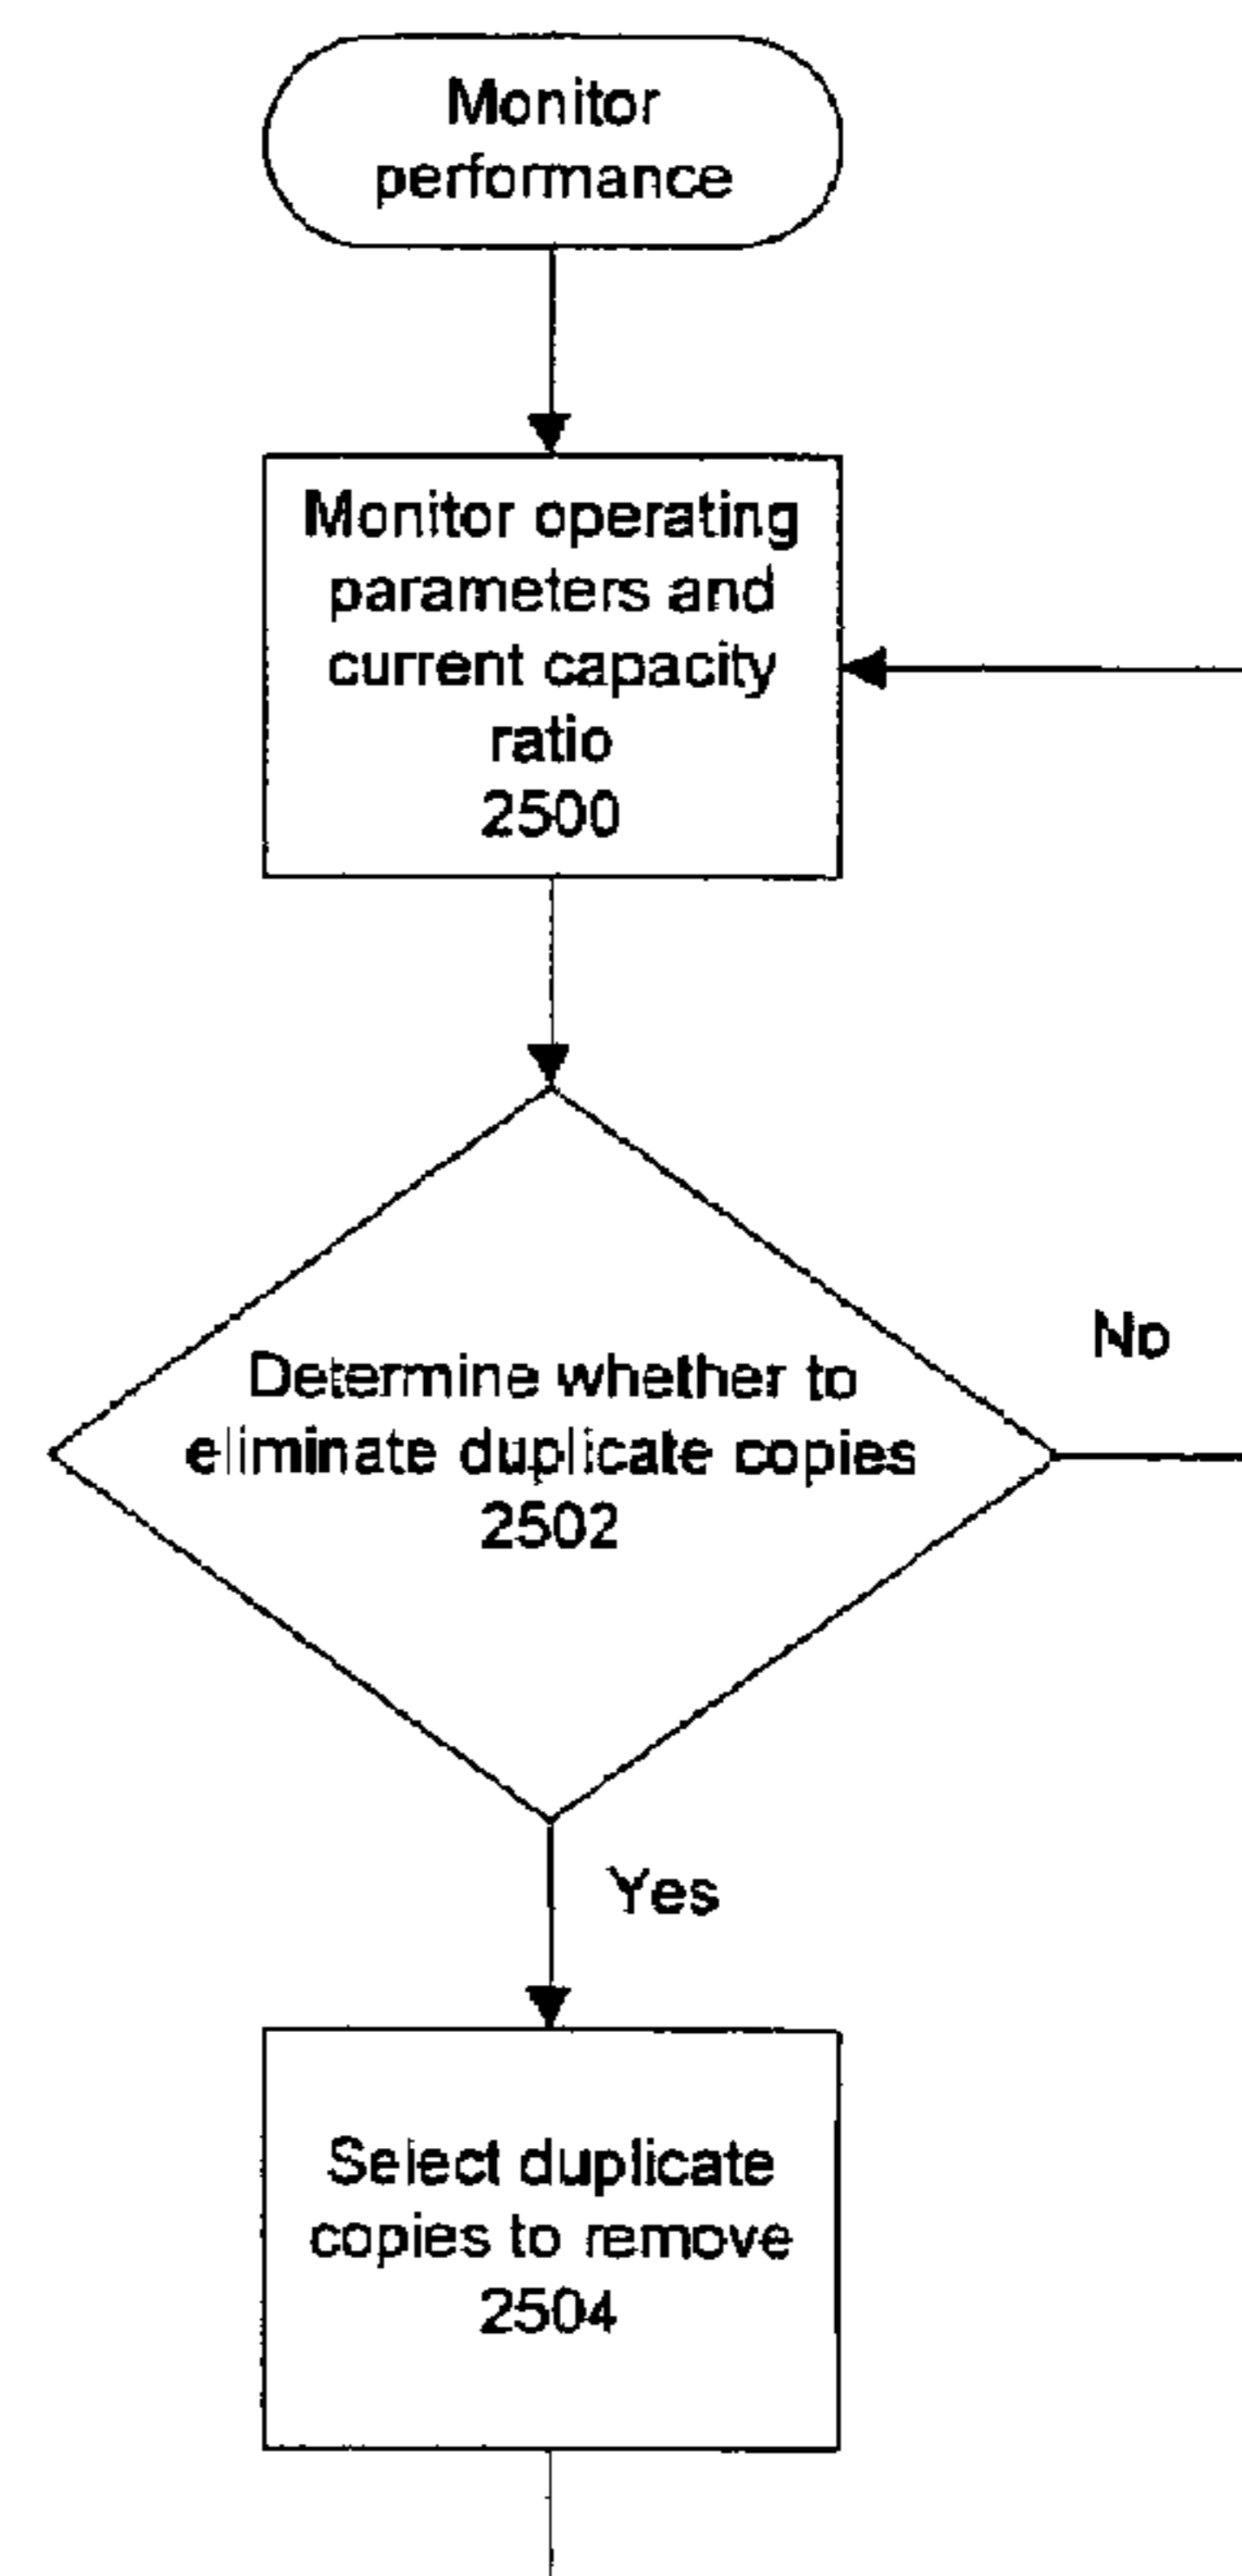 Monitor
performance
Monitor operating
parameters and
current capacity
ratio
2500
Determine whether to
eliminate duplicate copies
2502
No
Yes
Select duplicate
copies to remove
2504